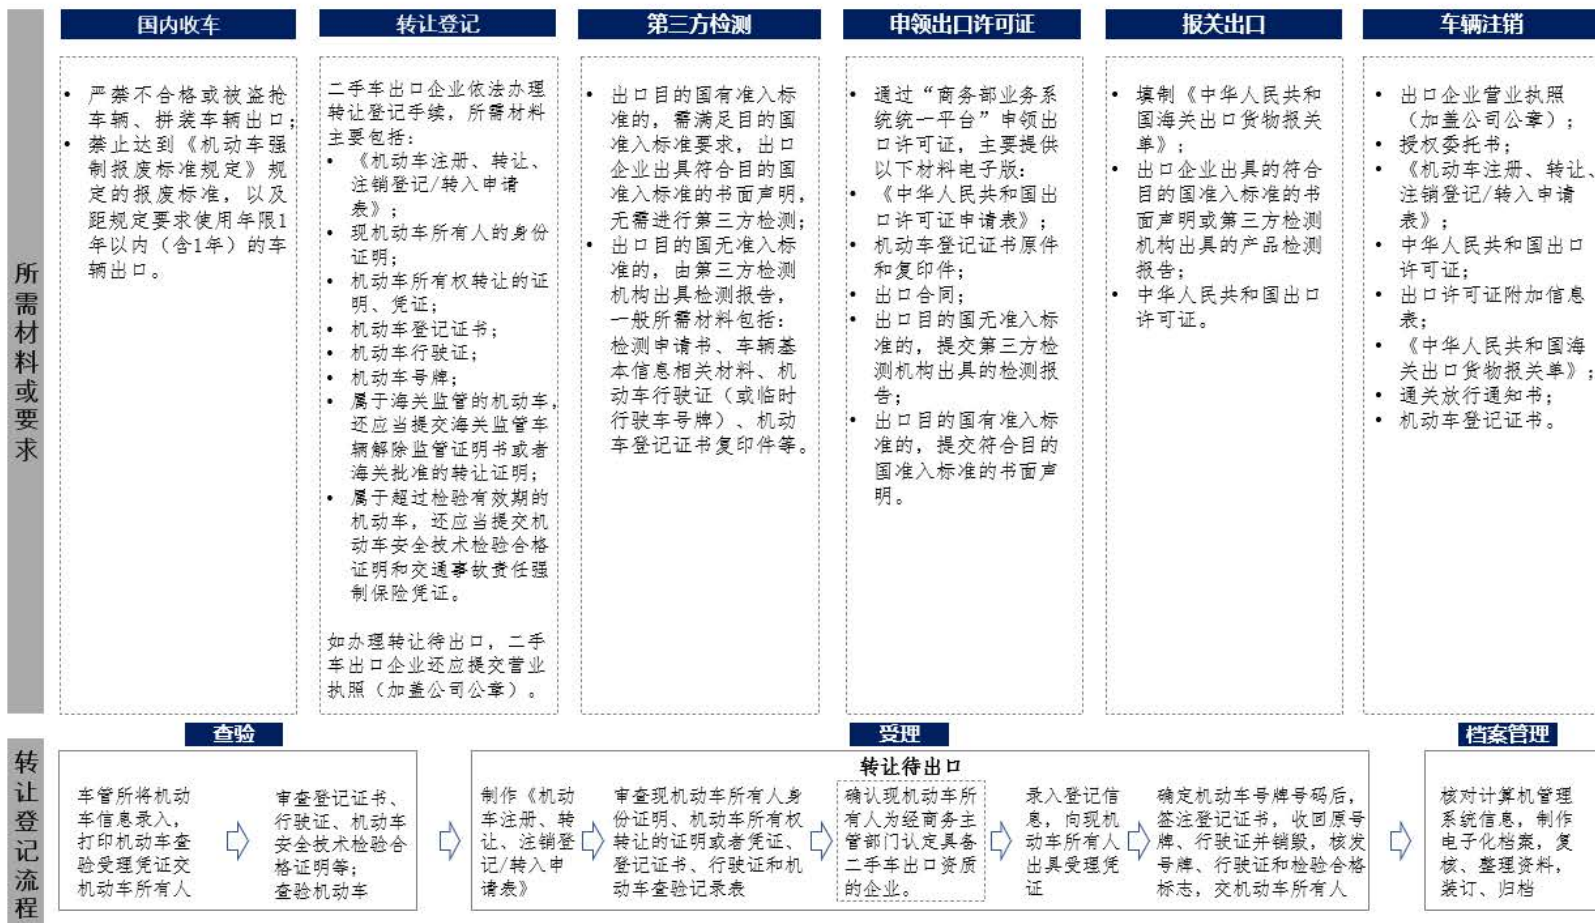 国内收车
严禁不合格或被盗抢
车辆、拼装车辆出口；
禁止达到《机动车强
制报废标准规定》规
定的报废标准，以及
距规定要求使用年限1
年以内（含1年）的车
辆出口。
转让登记
二手车出口企业依法办理
转让登记手续，所需材料
主要包括：
《机动车注册、转让、
注销登记/转入申请
表》；
现机动车所有人的身份
证明；
机动车所有权转让的证
明、凭证；
机动车登记证书；
机动车行驶证；
机动车号牌；
属于海关监管的机动车，
还应当提交海关监管车
辆解除监管证明书或者
海关批准的转让证明；
属于超过检验有效期的
机动车，还应当提交机
动车安全技术检验合格
证明和交通事故责任强
制保险凭证。
如办理转让待出口，二手
车出口企业还应提交营业
执照（加盖公司公章）。
第三方检测
出口目的国有准入标
准的，需满足目的国
准入标准要求，出口
企业出具符合目的国
准入标准的书面声明，
无需进行第三方检测；
出口目的国无准入标
准的，由第三方检测
机构出具检测报告，
一般所需材料包括：
检测申请书、车辆基
本信息相关材料、机
动车行驶证（或临时
行驶车号牌）、机动
车登记证书复印件等。
申领出口许可证
通过“商务部业务系
统统一平台”申领出
口许可证，主要提供
以下材料电子版：
《中华人民共和国出
口许可证申请表》；
机动车登记证书原件
和复印件；
出口合同；
出口目的国无准入标
准的，提交第三方检
测机构出具的检测报
告；
出口目的国有准入标
准的，提交符合目的
国准入标准的书面声
明。
报关出口
填制《中华人民共和
国海关出口货物报关
单》；
出口企业出具的符合
目的国准入标准的书
面声明或第三方检测
机构出具的产品检测
报告；
中华人民共和国出口
许可证。
车辆注销
出口企业营业执照
（加盖公司公章）；
授权委托书；
《机动车注册、转让、
注销登记/转入申请
表》；
中华人民共和国出口
许可证；
出口许可证附加信息
表；
《中华人民共和国海
关出口货物报关单》；
通关放行通知书；
机动车登记证书。
所需材料或要求
转让登记流程
查验
车管所将机动
车信息录入，
打印机动车查
验受理凭证交
机动车所有人
审查登记证书、
行驶证、机动车
安全技术检验合
格证明等；
查验机动车
受理
转让待出口
制作《机动
车注册、转
让、注销登
记/转入申
请表》
审查现机动车所有人身
份证明、机动车所有权
转让的证明或者凭证、
登记证书、行驶证和机
动车查验记录表
确认现机动车所
有人为经商务主
管部门认定具备
二手车出口资质
的企业。
录入登记信
息，向现机
动车所有人
出具受理凭
证
确定机动车号牌号码后，
签注登记证书，收回原号
牌、行驶证并销毁，核发
号牌、行驶证和检验合格
标志，交机动车所有人
档案管理
核对计算机管理
系统信息，制作
电子化档案，复
核、整理资料，
装订、归档